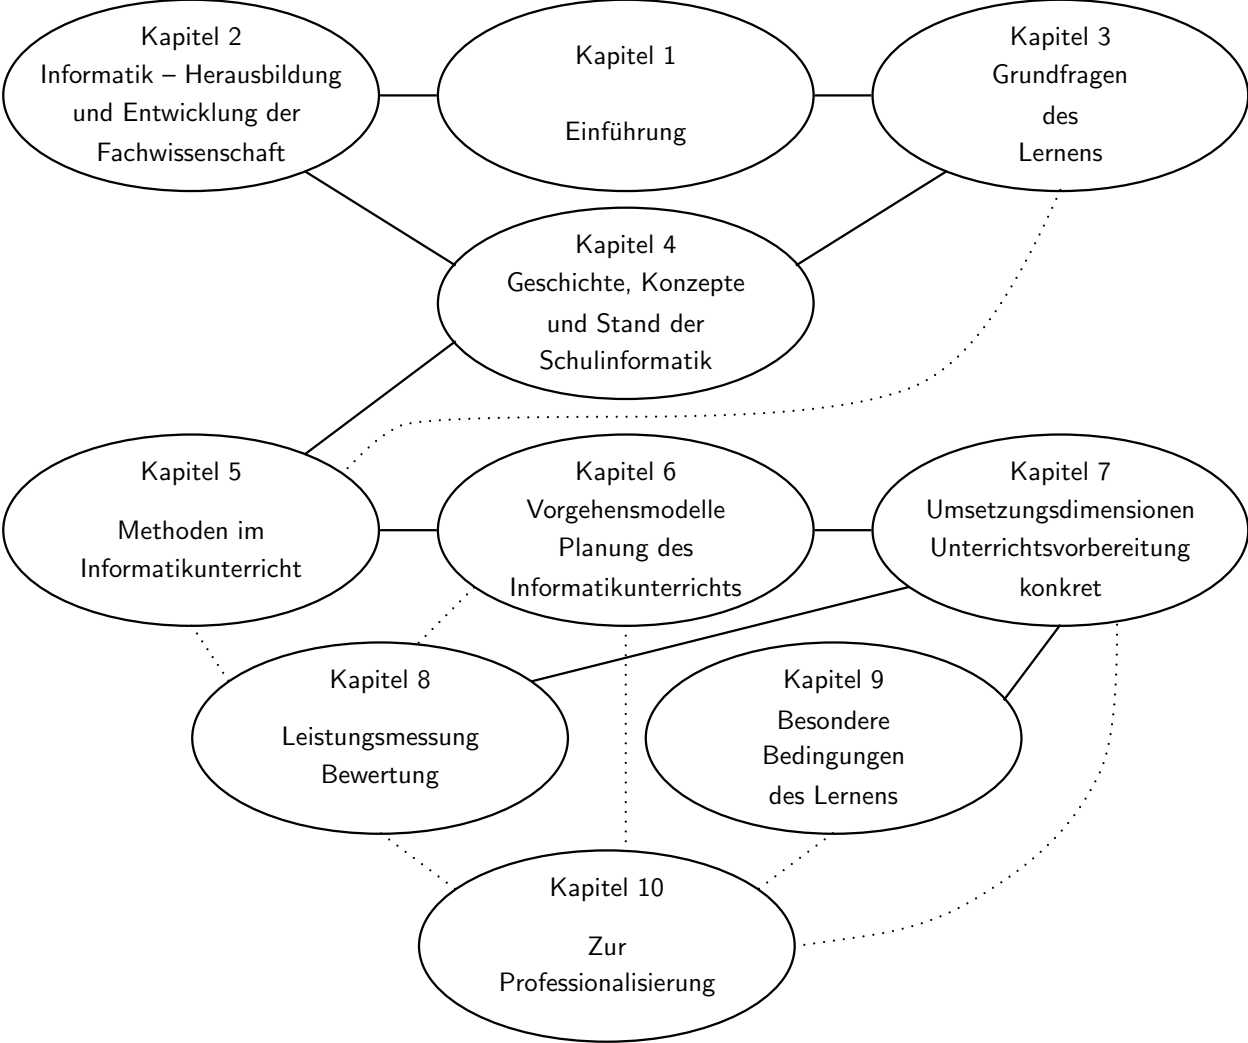 Kapitel 2
Informatik – Herausbildung
und Entwicklung der
Fachwissenschaft
Kapitel 1
Einführung
Kapitel 3
Grundfragen
des
Lernens
Kapitel 4
Geschichte, Konzepte
und Stand der
Schulinformatik
Kapitel 5
Methoden im
Informatikunterricht
Kapitel 6
Vorgehensmodelle
Planung des
Informatikunterrichts
Kapitel 7
Umsetzungsdimensionen
Unterrichtsvorbereitung
konkret
Kapitel 8
Leistungsmessung
Bewertung
Kapitel 9
Besondere
Bedingungen
des Lernens
Kapitel 10
Zur
Professionalisierung